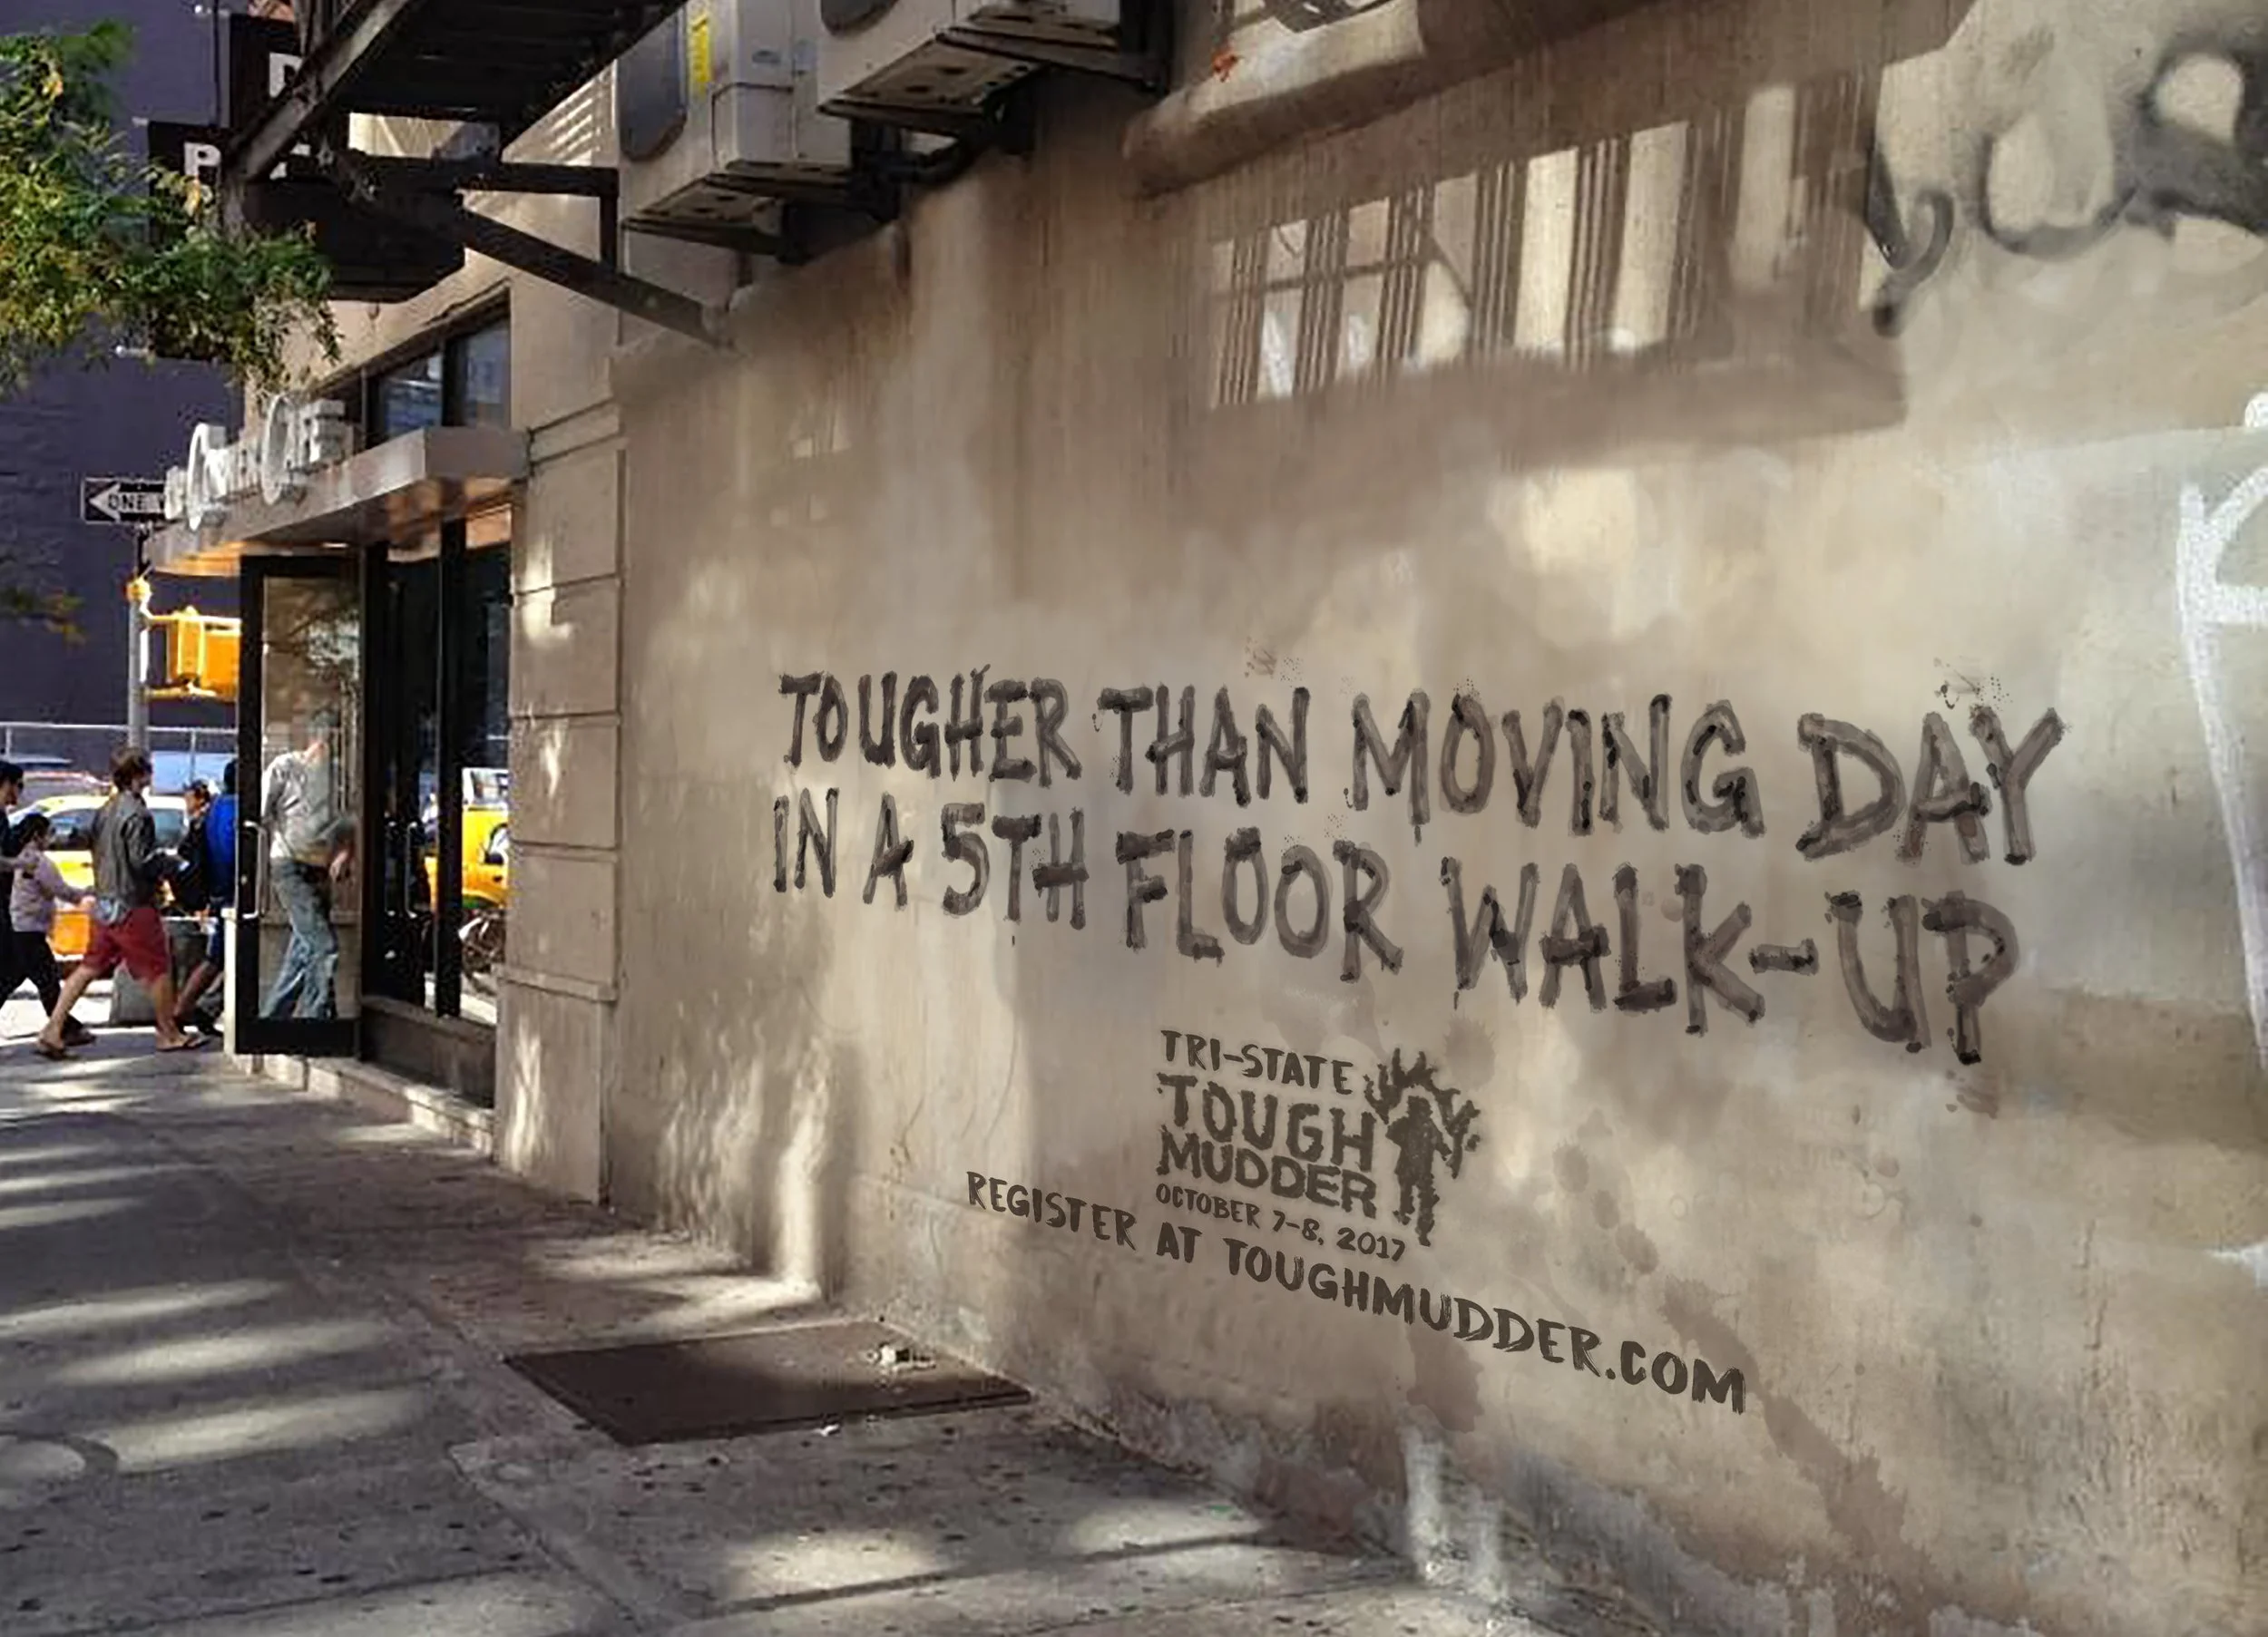 ONE
TOUGHER THAN MOVING DAY
IN A 5TH FLOOR WALK-UP
TRI-STATE
TOUGH
MUDDER
OCTOBER 7-8, 2017
REGISTER AT TOUGHMUDDER.COM